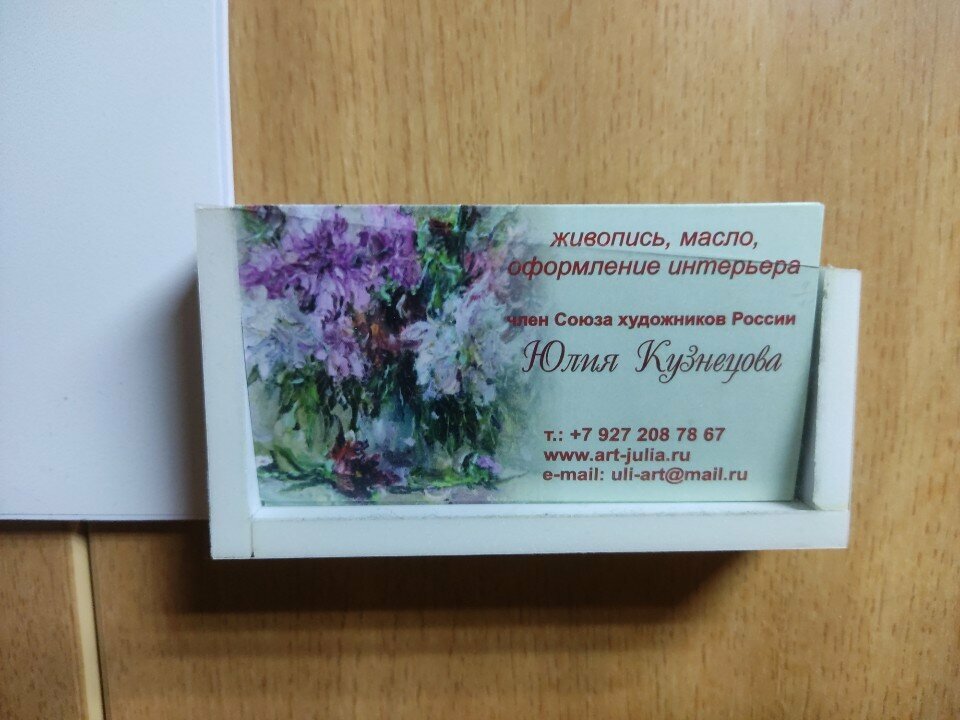 живопись, масло,
оформление интерьера
член Союза художников России
Юлия Кузнецова
т.: +7 927 208 78 67
www.art-julia.ru
e-mail: uli-art@mail.ru